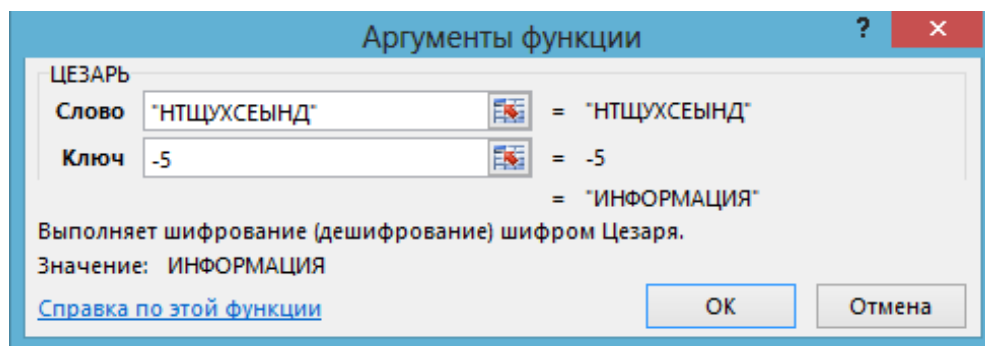 Аргументы функции ? ×
ЦЕЗАРЬ
Слово "НТЩУХСЕЫНД" = "НТЩУХСЕЫНД"
Ключ -5 = -5
= "ИНФОРМАЦИЯ"
Выполняет шифрование (дешифрование) шифром Цезаря.
Значение: ИНФОРМАЦИЯ
Справка по этой функции ОК Отмена